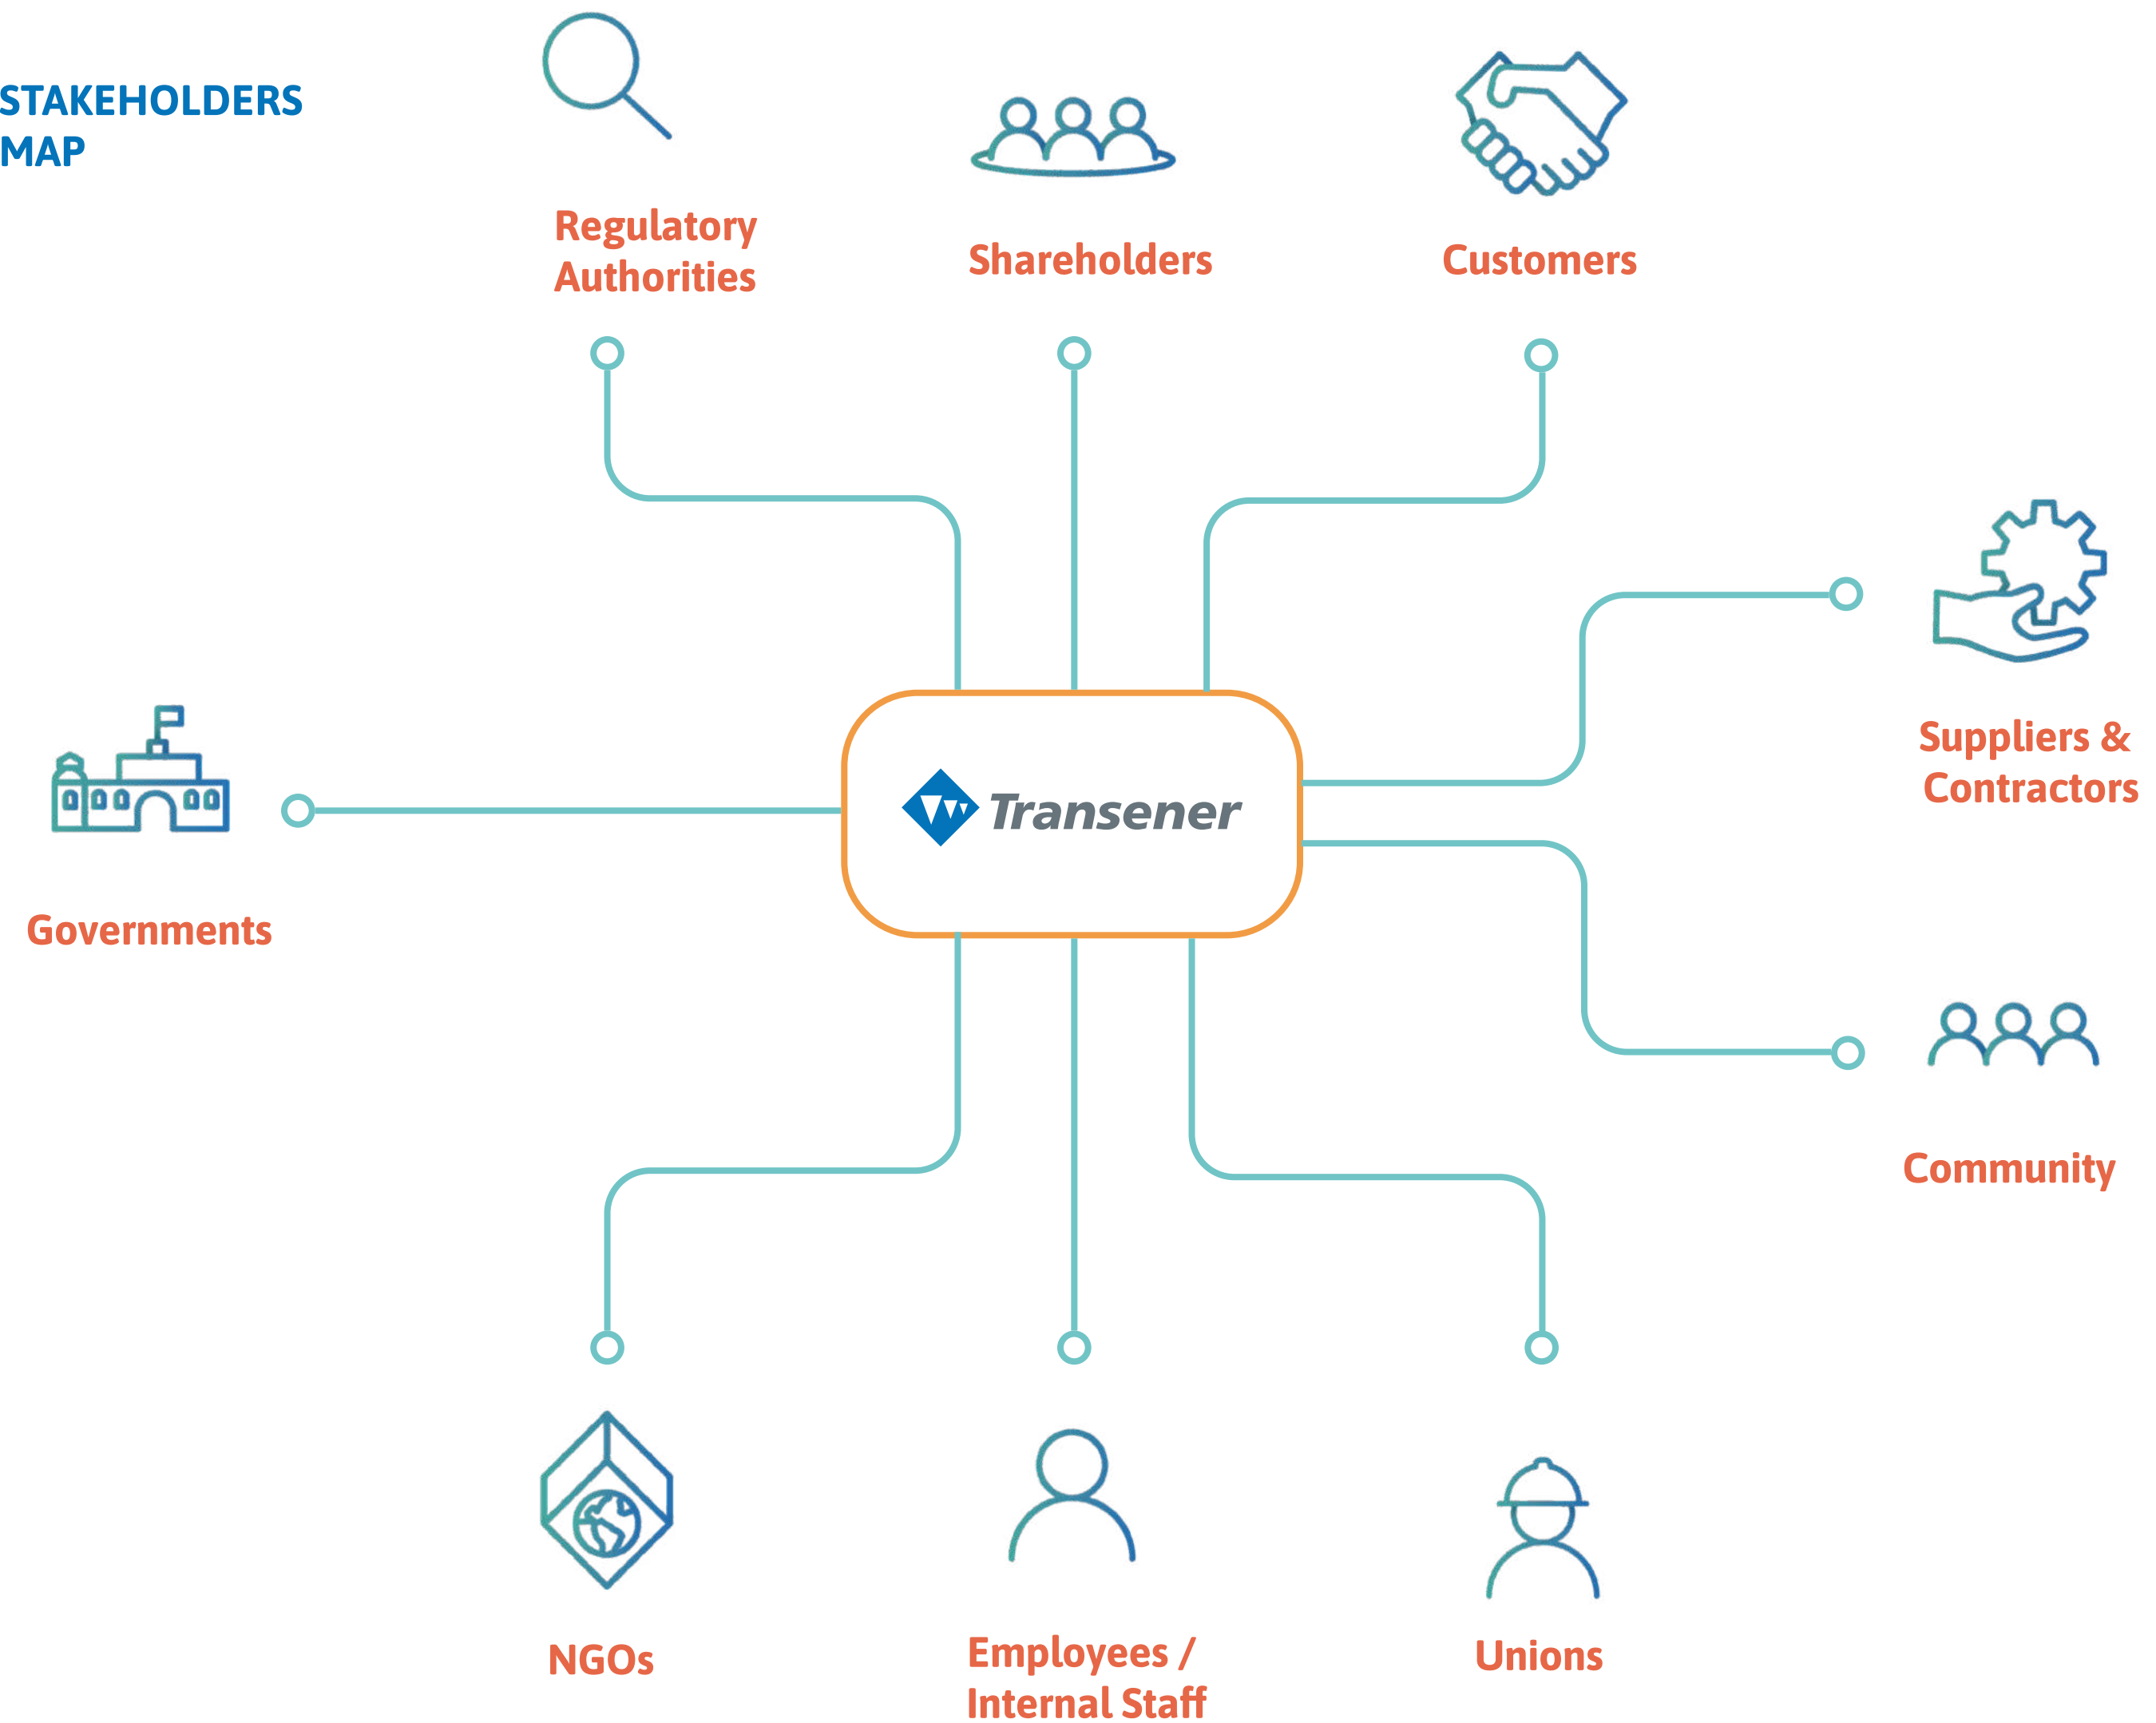 STAKEHOLDERS
MAP
Regulatory
Authorities
Shareholders
Customers
Suppliers &
Contractors
Governments
Transener
Community
NGOs
Employees /
Internal Staff
Unions